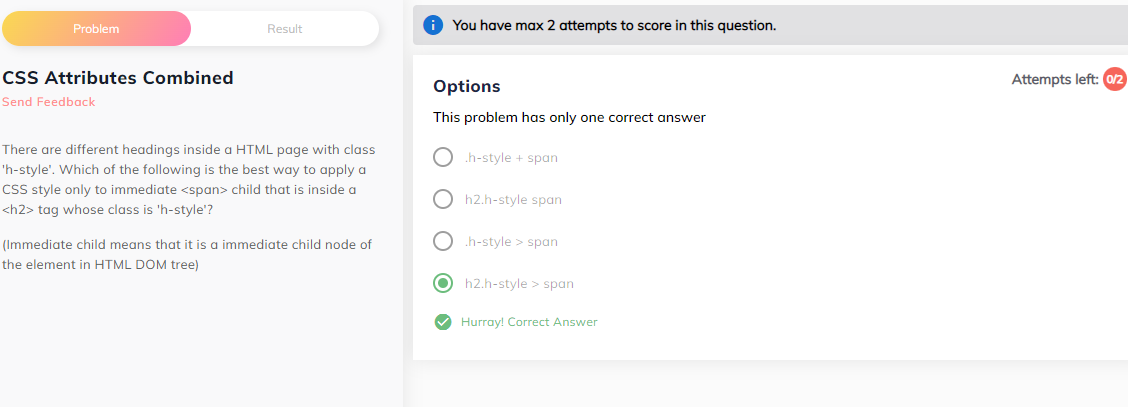 Problem
Result
CSS Attributes Combined
Send Feedback
There are different headings inside a HTML page with class
'h-style'. Which of the following is the best way to apply a
CSS style only to immediate <span> child that is inside a
<h2> tag whose class is 'h-style'?
(Immediate child means that it is a immediate child node of
the element in HTML DOM tree)
You have max 2 attempts to score in this question.
Attempts left: 0/2
Options
This problem has only one correct answer
.h-style + span
h2.h-style span
.h-style > span
h2.h-style > span
Hurray! Correct Answer